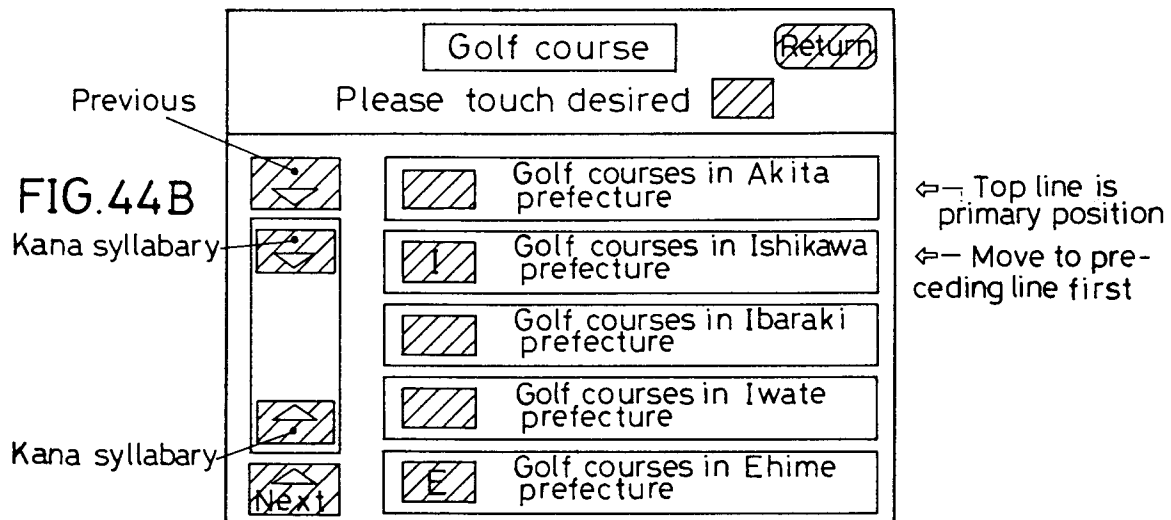 Golf course
Return
Please touch desired
Previous
FIG.44B
Kana syllabary
Kana syllabary
Next
Golf courses in Akita
prefecture
I
Golf courses in Ishikawa
prefecture
Golf courses in Ibaraki
prefecture
Golf courses in Iwate
prefecture
E
Golf courses in Ehime
prefecture
⇦— Top line is
primary position
⇦— Move to pre-
ceding line first